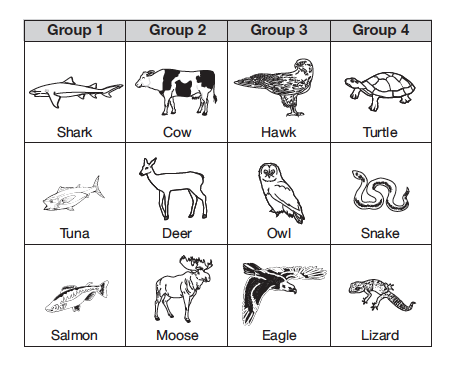 Group 1 Group 2 Group 3 Group 4
Shark Cow Hawk Turtle
Tuna Deer Owl Snake
Salmon Moose Eagle Lizard